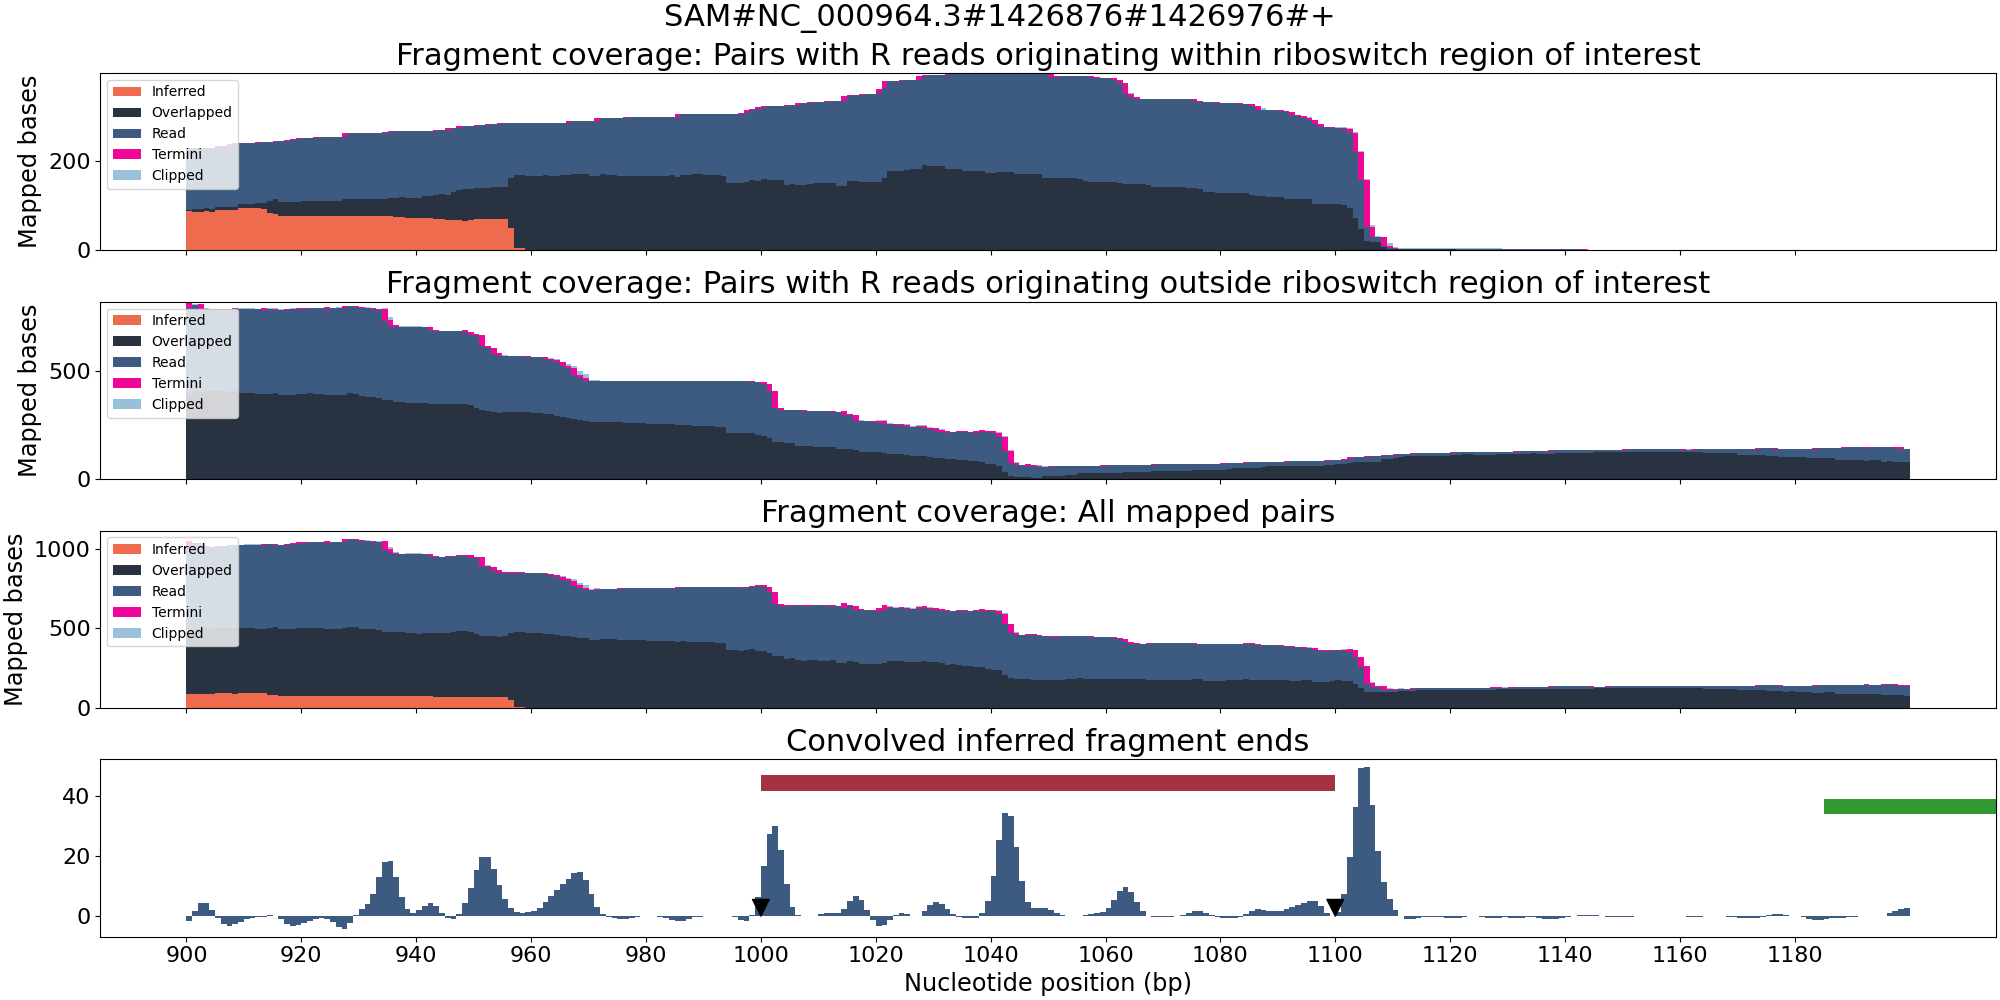 SAM#NC_000964.3#1426876#1426976#+
Fragment coverage: Pairs with R reads originating within riboswitch region of interest
Mapped bases
200
0
Inferred
Overlapped
Read
Termini
Clipped
Fragment coverage: Pairs with R reads originating outside riboswitch region of interest
Mapped bases
500
0
Inferred
Overlapped
Read
Termini
Clipped
Fragment coverage: All mapped pairs
Mapped bases
1000
500
0
Inferred
Overlapped
Read
Termini
Clipped
Convolved inferred fragment ends
40
20
0
900 920 940 960 980 1000 1020 1040 1060 1080 1100 1120 1140 1160 1180
Nucleotide position (bp)